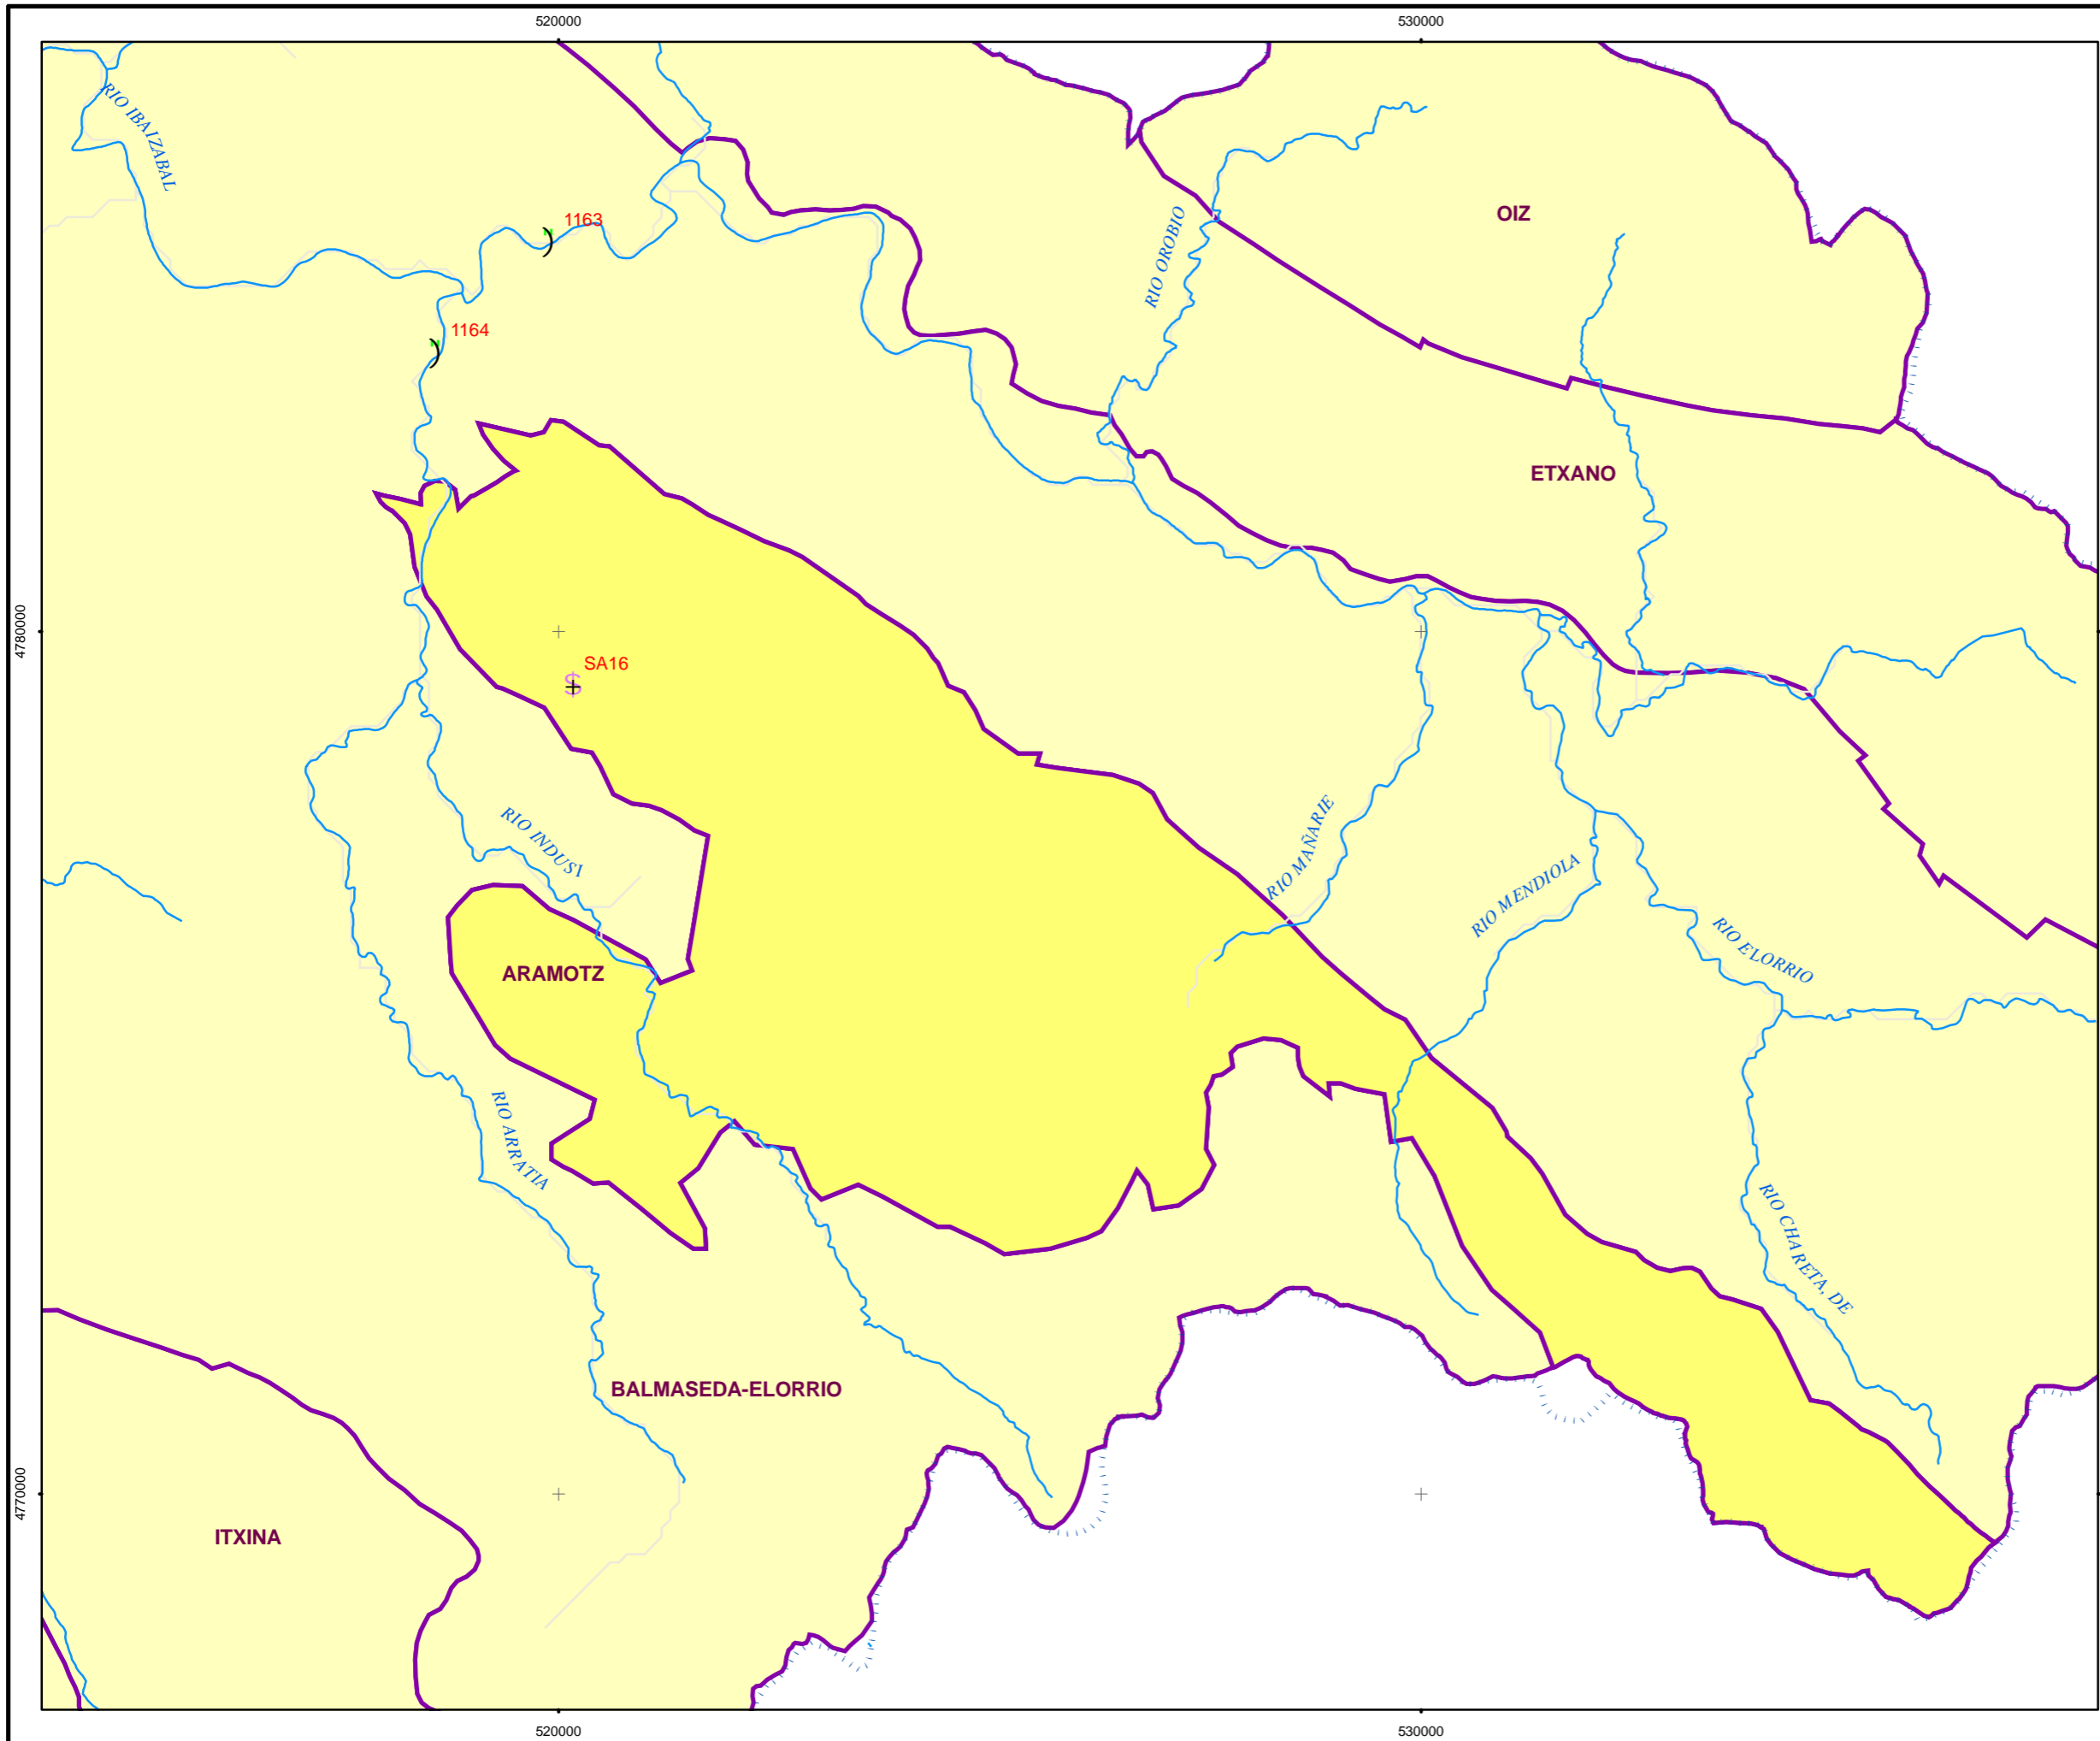 520000
530000
RIO IBAIZABAL
1163
RIO OROBIO
OIZ
1164
ETXANO
4780000
SA16
RIO INDUSI
RIO MAÑARIE
RIO MENDIOLA
RIO ELORRIO
ARAMOTZ
RIO ARRATIA
RIO CHARETA, DE
BALMASEDA-ELORRIO
4770000
ITXINA
520000
530000